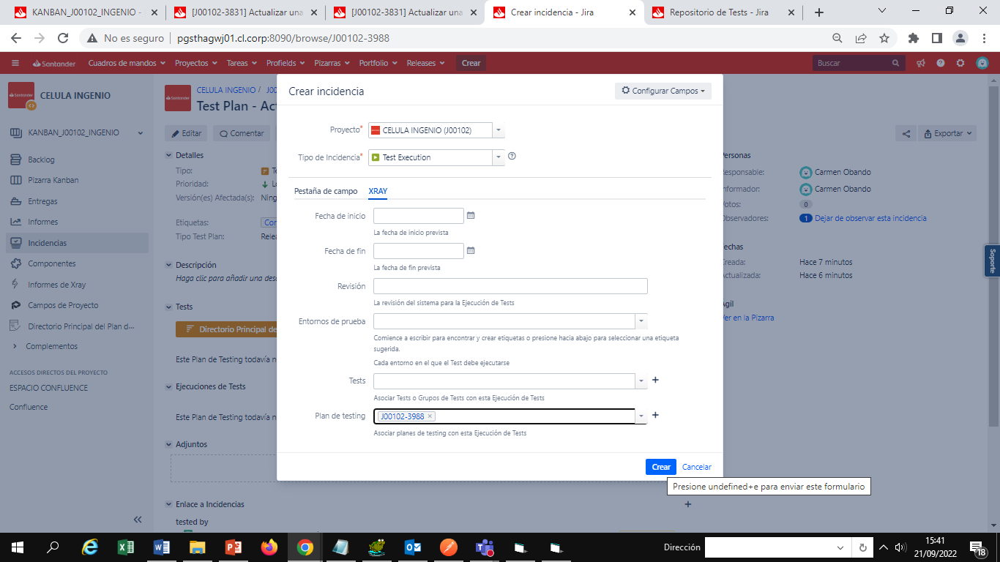 KANBAN_J00102_INGENIO -
[J00102-3831] Actualizar una
[J00102-3831] Actualizar una
Crear incidencia - Jira
Repositorio de Tests - Jira
No es seguro
pgsthagwj01.cl.corp:8090/browse/J00102-3988
Santander
Cuadros de mandos
Proyectos
Tareas
Profields
Pizarras
Portfolio
Releases
Crear
Buscar
CELULA INGENIO
KANBAN_J00102_INGENIO
Backlog
Pizarra Kanban
Entregas
Informes
Incidencias
Componentes
Informes de Xray
Campos de Proyecto
Directorio Principal del Plan d...
Complementos
ACCESOS DIRECTOS DEL PROYECTO
ESPACIO CONFLUENCE
Confluence
CELULA INGENIO / J00
Test Plan - Ac
Editar
Comentar
Exportar
Detalles
Tipo: Te
Prioridad: Lo
Versión(es) Afectada(s): Ning
Etiquetas: Cor
Tipo Test Plan: Relea
Descripción
Haga clic para añadir una desc
Tests
Directorio Principal de
Este Plan de Testing todavía n
Ejecuciones de Tests
Este Plan de Testing todavía n
Adjuntos
Enlace a Incidencias
tested by
Crear incidencia
Configurar Campos
Proyecto* CELULA INGENIO (J00102)
Tipo de Incidencia* Test Execution
Pestaña de campo
XRAY
Fecha de inicio
La fecha de inicio prevista
Fecha de fin
La fecha de fin prevista
Revisión
La revisión del sistema para la Ejecución de Tests
Entornos de prueba
Comience a escribir para encontrar y crear etiquetas o presione hacia abajo para seleccionar una etiqueta
sugerida.
Cada entorno en el que el Test debe ejecutarse
Tests
Asociar Tests o Grupos de Tests con esta Ejecución de Tests
Plan de testing J00102-3988
Asociar planes de testing con esta Ejecución de Tests
Crear
Cancelar
Presione undefined+e para enviar este formulario
Personas
Responsable: Carmen Obando
Informador: Carmen Obando
Votos: 0
Observadores: 1 Dejar de observar esta incidencia
Fechas
Creada: Hace 7 minutos
Actualizada: Hace 6 minutos
Agil
Ver en la Pizarra
Soporte
Dirección
15:41
21/09/2022
18